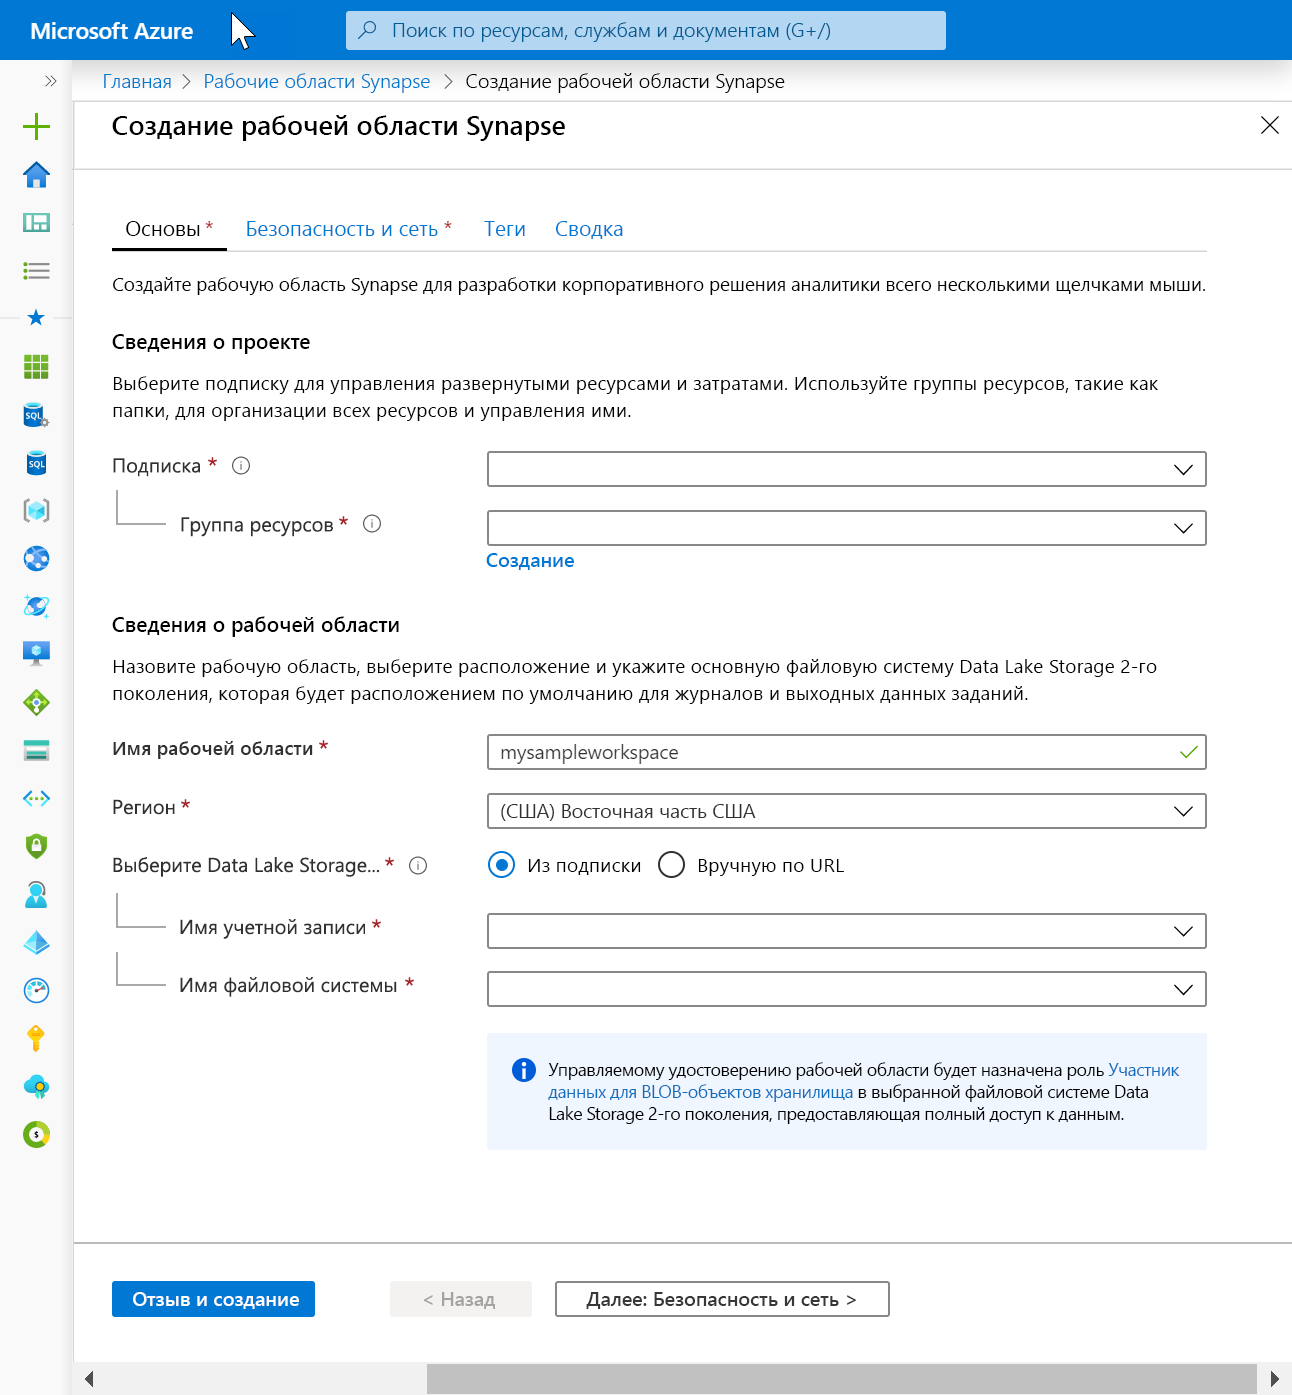 Microsoft Azure
Поиск по ресурсам, службам и документам (G+/)
Главная > Рабочие области Synapse > Создание рабочей области Synapse
Создание рабочей области Synapse
Основы * Безопасность и сеть * Теги Сводка
Создайте рабочую область Synapse для разработки корпоративного решения аналитики всего несколькими щелчками мыши.
Сведения о проекте
Выберите подписку для управления развернутыми ресурсами и затратами. Используйте группы ресурсов, такие как
папки, для организации всех ресурсов и управления ими.
Подписка *
Группа ресурсов *
Создание
Сведения о рабочей области
Назовите рабочую область, выберите расположение и укажите основную файловую систему Data Lake Storage 2-го
поколения, которая будет расположением по умолчанию для журналов и выходных данных заданий.
Имя рабочей области *
mysampleworkspace
Регион *
(США) Восточная часть США
Выберите Data Lake Storage... *
Из подписки Вручную по URL
Имя учетной записи *
Имя файловой системы *
Управляемому удостоверению рабочей области будет назначена роль Участник
данных для BLOB-объектов хранилища в выбранной файловой системе Data
Lake Storage 2-го поколения, предоставляющая полный доступ к данным.
Отзыв и создание < Назад Далее: Безопасность и сеть >
SQL
SQL